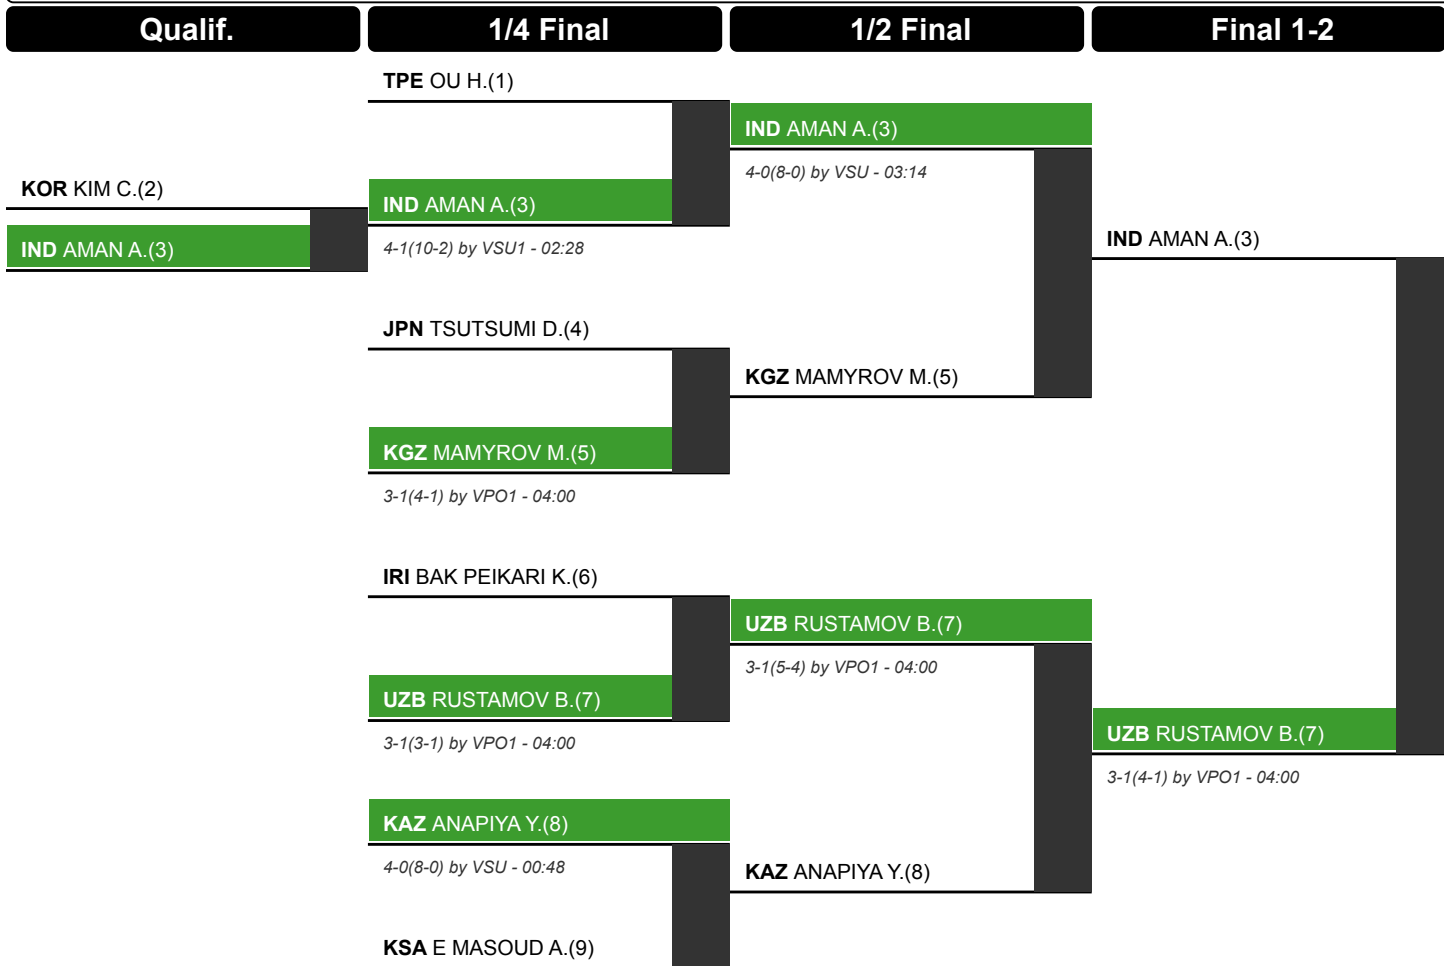 Qualif.
1/4 Final
1/2 Final
Final 1-2
KOR KIM C.(2)
IND AMAN A.(3)
TPE OU H.(1)
IND AMAN A.(3)
4-1(10-2) by VSU1 - 02:28
JPN TSUTSUMI D.(4)
KGZ MAMYROV M.(5)
3-1(4-1) by VPO1 - 04:00
IRI BAK PEIKARI K.(6)
UZB RUSTAMOV B.(7)
3-1(3-1) by VPO1 - 04:00
KAZ ANAPIYA Y.(8)
4-0(8-0) by VSU - 00:48
KSA E MASOUD A.(9)
IND AMAN A.(3)
4-0(8-0) by VSU - 03:14
KGZ MAMYROV M.(5)
UZB RUSTAMOV B.(7)
3-1(5-4) by VPO1 - 04:00
KAZ ANAPIYA Y.(8)
IND AMAN A.(3)
UZB RUSTAMOV B.(7)
3-1(4-1) by VPO1 - 04:00